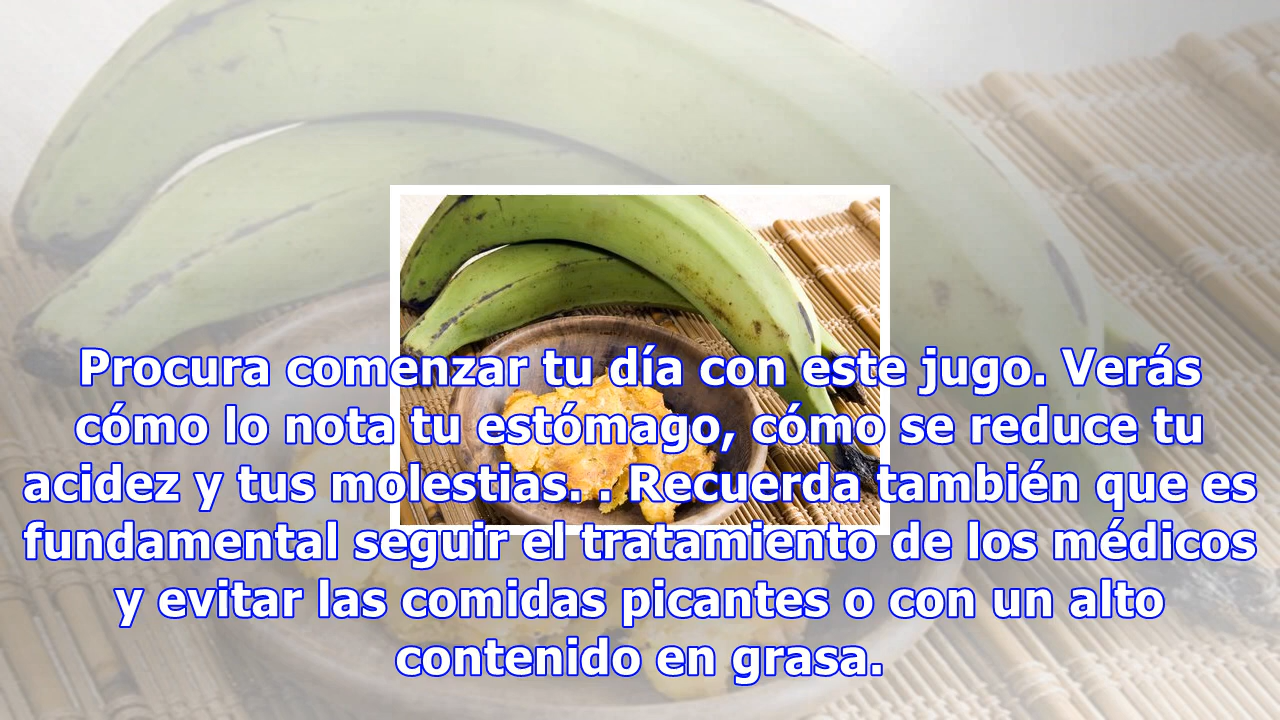 Procura comenzar tu día con este jugo. Verás
cómo lo nota tu estómago, cómo se reduce tu
acidez y tus molestias. . Recuerda también que es
fundamental seguir el tratamiento de los médicos
y evitar las comidas picantes o con un alto
contenido en grasa.